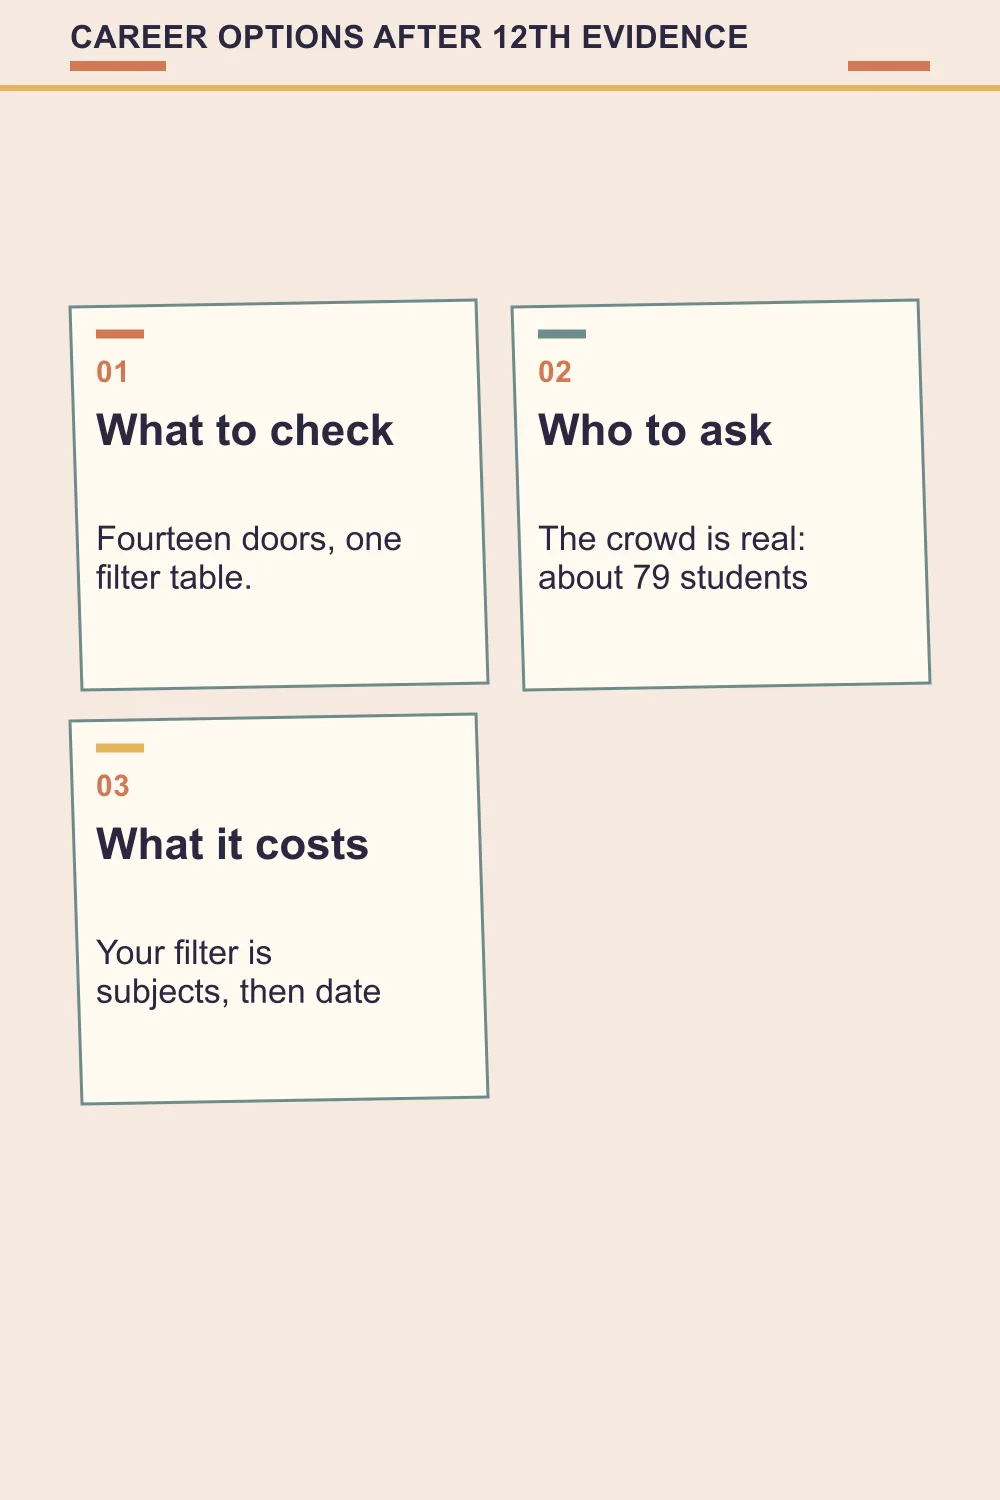 CAREER OPTIONS AFTER 12TH EVIDENCE
01
What to check
Fourteen doors, one
filter table.
02
Who to ask
The crowd is real:
about 79 students
03
What it costs
Your filter is
subjects, then date